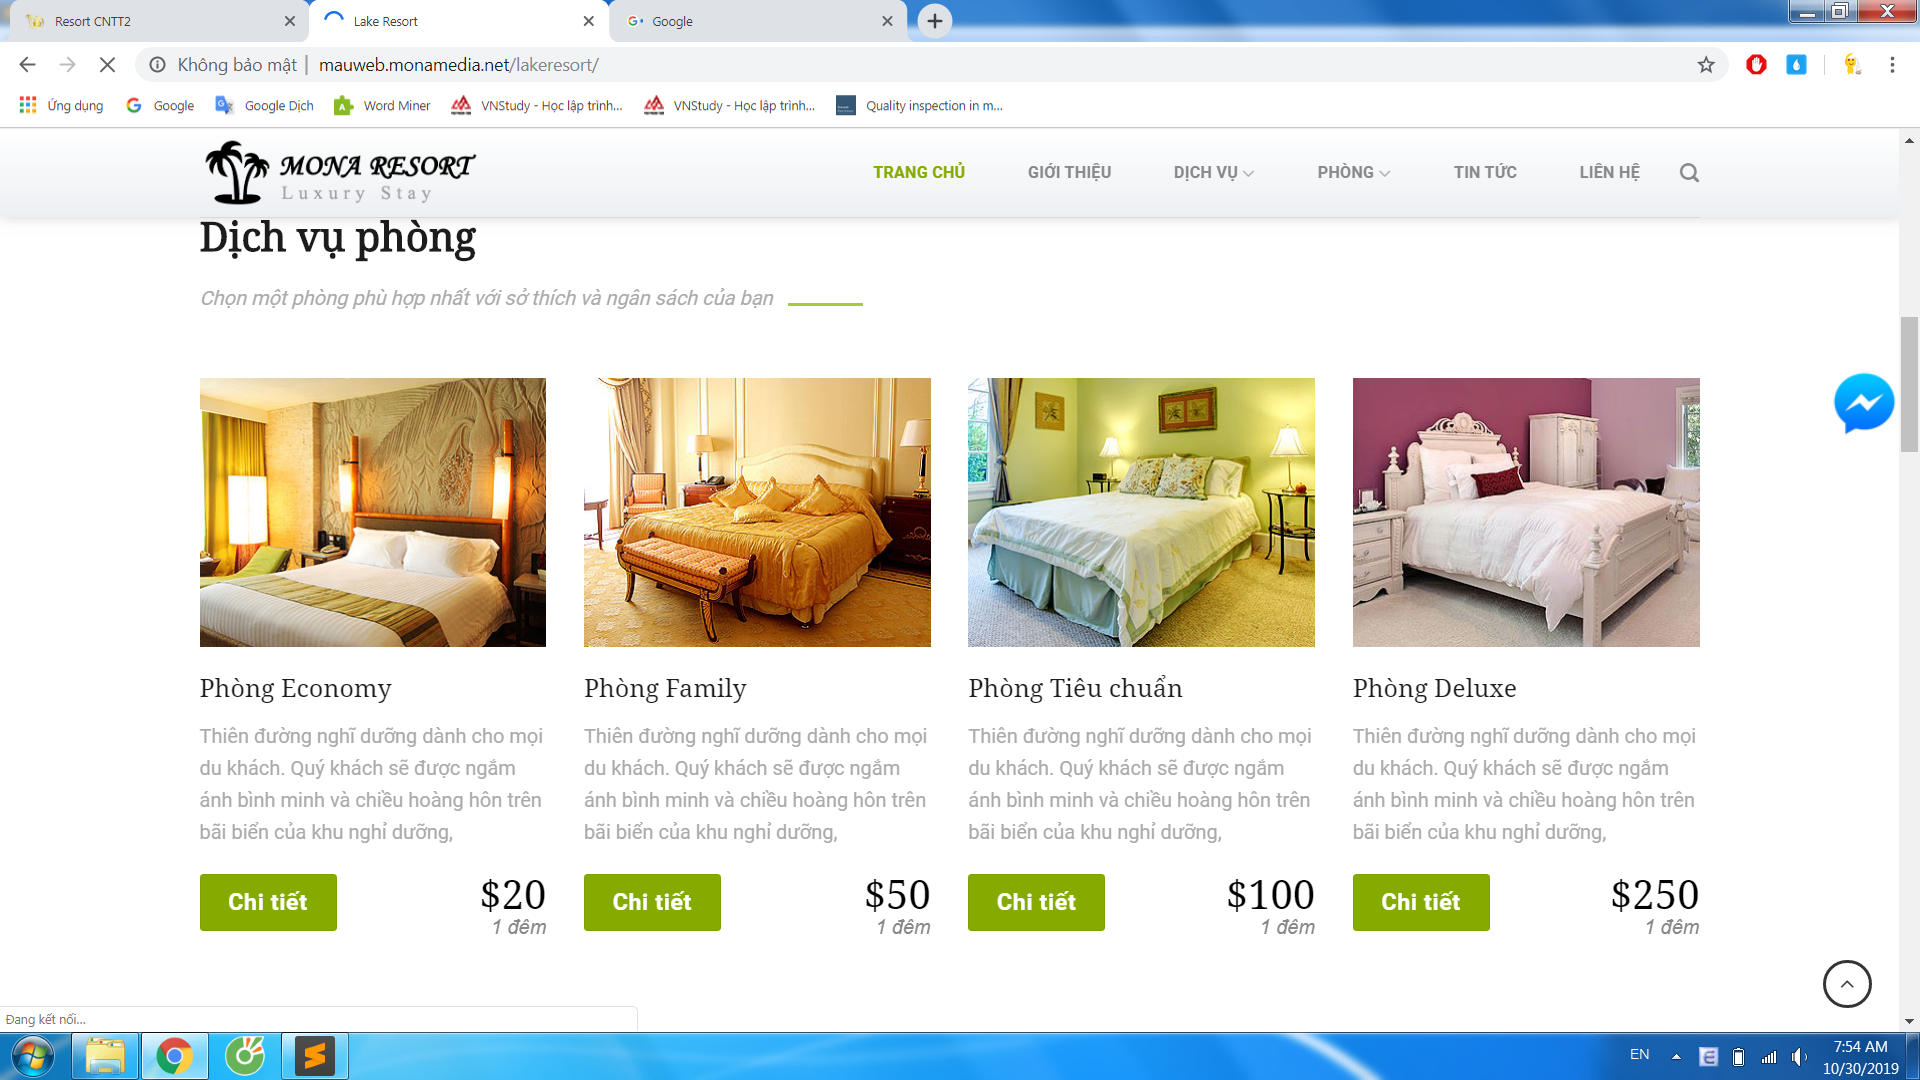 Resort CNTT2
Lake Resort
Google
Không bảo mật | mauweb.monamedia.net/lakeresort/
Ứng dụng
Google
Google Dịch
Word Miner
VNStudy - Học lập trình...
VNStudy - Học lập trình...
Quality inspection in m...
MONA RESORT
Luxury Stay
TRANG CHỦ
GIỚI THIỆU
DỊCH VỤ
PHÒNG
TIN TỨC
LIÊN HỆ
Dịch vụ phòng
Chọn một phòng phù hợp nhất với sở thích và ngân sách của bạn
Phòng Economy
Thiên đường nghĩ dưỡng dành cho mọi
du khách. Quý khách sẽ được ngắm
ánh bình minh và chiều hoàng hôn trên
bãi biển của khu nghỉ dưỡng,
Chi tiết
$20
1 đêm
Phòng Family
Thiên đường nghĩ dưỡng dành cho mọi
du khách. Quý khách sẽ được ngắm
ánh bình minh và chiều hoàng hôn trên
bãi biển của khu nghỉ dưỡng,
Chi tiết
$50
1 đêm
Phòng Tiêu chuẩn
Thiên đường nghĩ dưỡng dành cho mọi
du khách. Quý khách sẽ được ngắm
ánh bình minh và chiều hoàng hôn trên
bãi biển của khu nghỉ dưỡng,
Chi tiết
$100
1 đêm
Phòng Deluxe
Thiên đường nghĩ dưỡng dành cho mọi
du khách. Quý khách sẽ được ngắm
ánh bình minh và chiều hoàng hôn trên
bãi biển của khu nghỉ dưỡng,
Chi tiết
$250
1 đêm
Đang kết nối...
EN
7:54 AM
10/30/2019